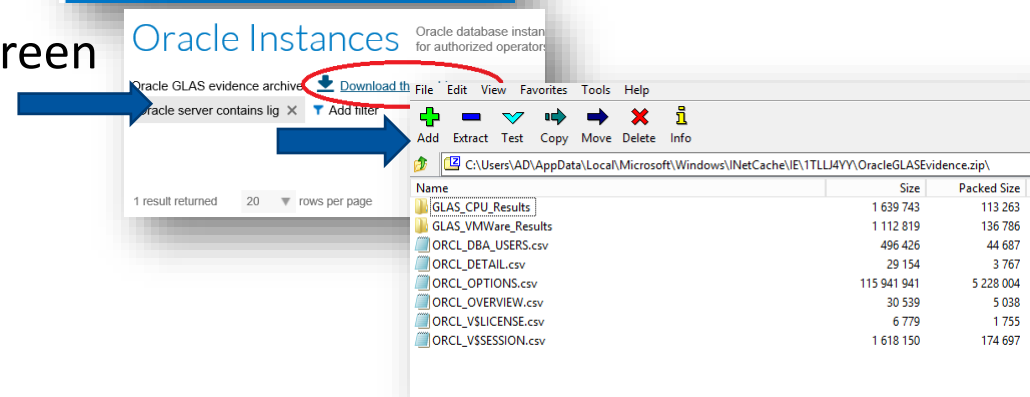 reen
Oracle Instances
Oracle database instan
for authorized operators
Oracle GLAS evidence archive Download th
Oracle server contains lig × Add filter
1 result returned 20 rows per page
File Edit View Favorites Tools Help
Add Extract Test Copy Move Delete Info
C:\Users\AD\AppData\Local\Microsoft\Windows\INetCache\IE\1TLLJ4YY\OracleGLASEvidence.zip\
Name Size Packed Size
GLAS_CPU_Results 1 639 743 113 263
GLAS_VMWare_Results 1 112 819 136 786
ORCL_DBA_USERS.csv 496 426 44 687
ORCL_DETAIL.csv 29 154 3 767
ORCL_OPTIONS.csv 115 941 941 5 228 004
ORCL_OVERVIEW.csv 30 539 5 038
ORCL_V$LICENSE.csv 6 779 1 755
ORCL_V$SESSION.csv 1 618 150 174 697